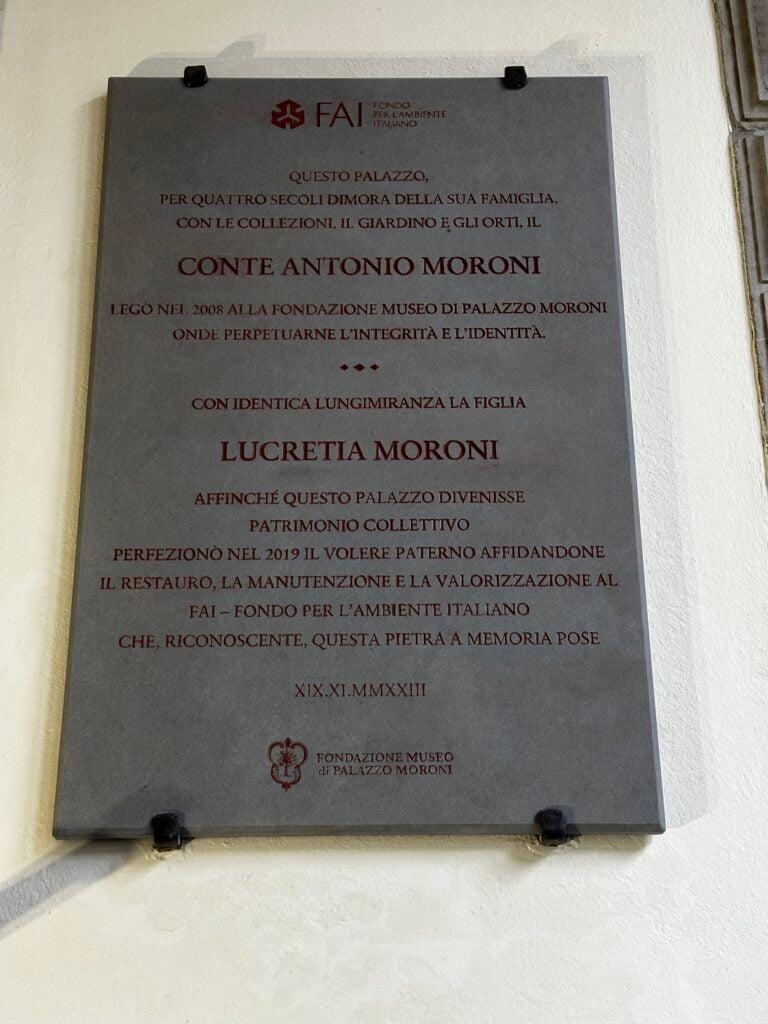 FAI FONDO
PER L'AMBIENTE
ITALIANO
QUESTO PALAZZO,
PER QUATTRO SECOLI DIMORA DELLA SUA FAMIGLIA,
CON LE COLLEZIONI, IL GIARDINO E GLI ORTI, IL
CONTE ANTONIO MORONI
LEGÒ NEL 2008 ALLA FONDAZIONE MUSEO DI PALAZZO MORONI
ONDE PERPETUARNE L'INTEGRITÀ E L'IDENTITÀ.
CON IDENTICA LUNGIMIRANZA LA FIGLIA
LUCRETIA MORONI
AFFINCHÉ QUESTO PALAZZO DIVENISSE
PATRIMONIO COLLETTIVO
PERFEZIONÒ NEL 2019 IL VOLERE PATERNO AFFIDANDONE
IL RESTAURO, LA MANUTENZIONE E LA VALORIZZAZIONE AL
FAI – FONDO PER L'AMBIENTE ITALIANO
CHE, RICONOSCENTE, QUESTA PIETRA A MEMORIA POSE
XIX.XI.MMXXIII
FONDAZIONE MUSEO
di PALAZZO MORONI